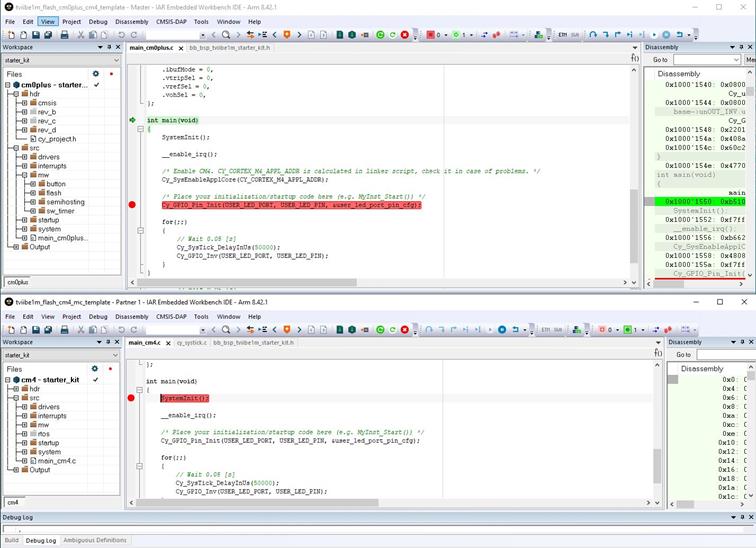 tviibe1m_flash_cm0plus_cm4_template - Master - IAR Embedded Workbench IDE - Arm 8.42.1
File Edit View Project Debug Disassembly CMSIS-DAP Tools Window Help
Workspace
starter_kit
Files
cm0plus - starter...
hdr
cmsis
rev_b
rev_c
rev_d
cy_project.h
src
drivers
interrupts
mw
button
flash
semihosting
sw_timer
startup
system
main_cm0plus...
Output
cm0plus
main_cm0plus.c
bb_bsp_tviibe1m_starter_kit.h
f()
.ibufMode = 0,
.vtripSel = 0,
.vrefSel = 0,
.vohSel = 0,
};
int main(void)
{
SystemInit();
__enable_irq();
/* Enable CM4. CY_CORTEX_M4_APPL_ADDR is calculated in linker script, check it in case of problems. */
Cy_SysEnableApplCore(CY_CORTEX_M4_APPL_ADDR);
/* Place your initialization/startup code here (e.g. MyInst_Start()) */
Cy_GPIO_Pin_Init(USER_LED_PORT, USER_LED_PIN, &user_led_port_pin_cfg);
for(;;)
{
// Wait 0.05 [s]
Cy_SysTick_DelayInUs(50000);
Cy_GPIO_Inv(USER_LED_PORT, USER_LED_PIN);
}
}
Disassembly
Go to
Disassembly
0x1000'1540: 0x0800
Cy_u
0x1000'1544: 0x0800
base->unOUT_INV.u
Cy_G
0x1000'1548: 0x2201
0x1000'154a: 0x408a
0x1000'154c: 0x60c2
}
0x1000'154e: 0x4770
int main(void)
{
main
0x1000'1550: 0xb510
SystemInit();
0x1000'1552: 0xf7ff
__enable_irq();
0x1000'1556: 0xb662
Cy_SysEnableApplC
0x1000'1558: 0x4808
0x1000'155a: 0xf7ff
Cy_GPIO_Pin_Init(
tviibe1m_flash_cm4_mc_template - Partner 1 - IAR Embedded Workbench IDE - Arm 8.42.1
File Edit View Project Debug Disassembly CMSIS-DAP Tools Window Help
Workspace
starter_kit
Files
cm4 - starter_kit
hdr
src
drivers
interrupts
mw
rtos
startup
system
main_cm4.c
Output
cm4
main_cm4.c
cy_systick.c
bb_bsp_tviibe1m_starter_kit.h
f()
};
int main(void)
{
SystemInit();
__enable_irq();
/* Place your initialization/startup code here (e.g. MyInst_Start()) */
Cy_GPIO_Pin_Init(USER_LED_PORT, USER_LED_PIN, &user_led_port_pin_cfg);
for(;;)
{
// Wait 0.05 [s]
Cy_SysTick_DelayInUs(50000);
Cy_GPIO_Inv(USER_LED_PORT, USER_LED_PIN);
Disassembly
Go to
Disassembly
0x0:
0x4:
0x6:
0x8:
0xa:
0xc:
0xe:
0x10:
0x12:
0x14:
0x16:
0x18:
0x1a:
0x1c:
Debug Log
Build Debug Log Ambiguous Definitions